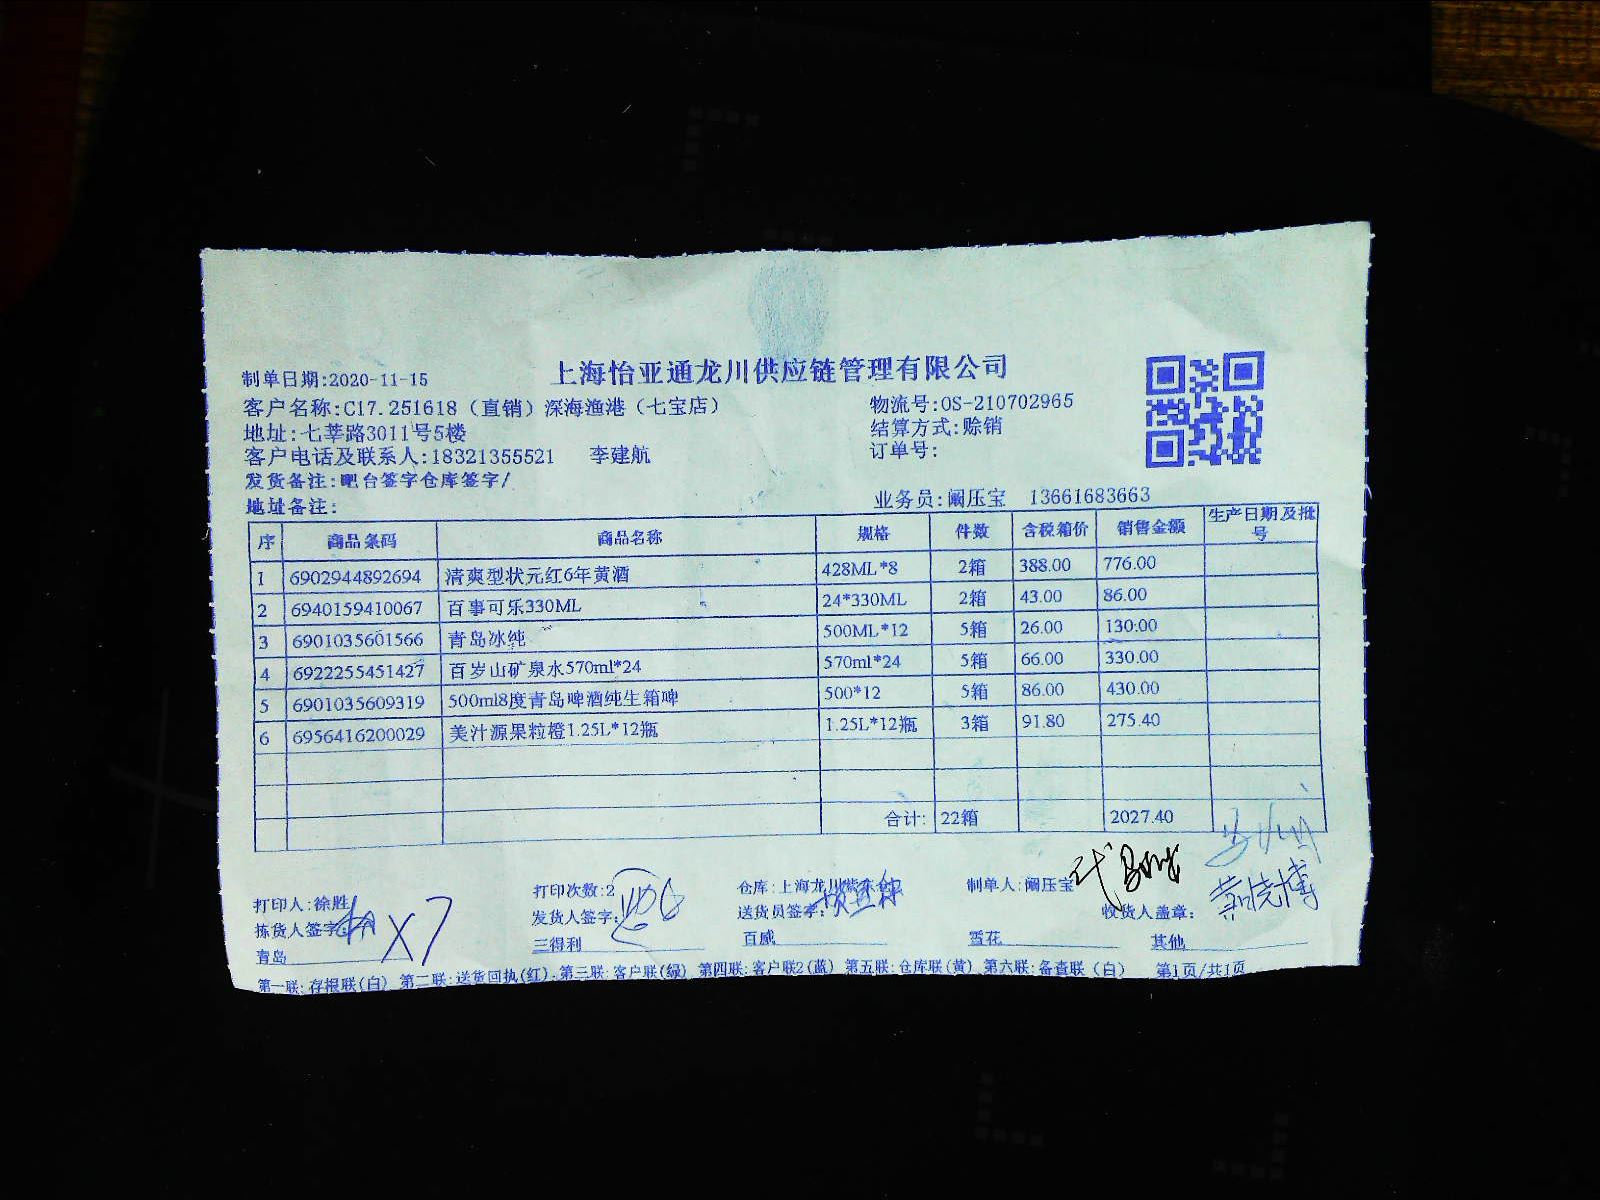 上海怡亚通龙川供应链管理有限公司
制单日期:2020-11-15
客户名称:C17.251618（直销）深海渔港（七宝店） 物流号:OS-210702965
地址:七莘路3011号5楼 结算方式:赊销
客户电话及联系人:18321355521 李建航 订单号:
发货备注:吧台签字仓库签字/
地址备注: 业务员:阚压宝 13661683663
序 商品条码 商品名称 规格 件数 含税箱价 销售金额 生产日期及批号
1 6902944892694 清爽型状元红6年黄酒 428ML*8 2箱 388.00 776.00
2 6940159410067 百事可乐330ML 24*330ML 2箱 43.00 86.00
3 6901035601566 青岛冰纯 500ML*12 5箱 26.00 130.00
4 6922255451427 百岁山矿泉水570ml*24 570ml*24 5箱 66.00 330.00
5 6901035609319 500ml8度青岛啤酒纯生箱啤 500*12 5箱 86.00 430.00
6 6956416200029 美汁源果粒橙1.25L*12瓶 1.25L*12瓶 3箱 91.80 275.40
合计: 22箱 2027.40
打印人:徐胜 打印次数:2 仓库:上海龙川 制单人:阚压宝
拣货人签字: X7 发货人签字: 送货员签字: 收货人盖章:
青岛 三得利 百威 雪花 其他
第一联:存根联(白) 第二联:送货回执(红) 第三联:客户联(绿) 第四联:客户联2(蓝) 第五联:仓库联(黄) 第六联:备查联（白） 第1页/共1页